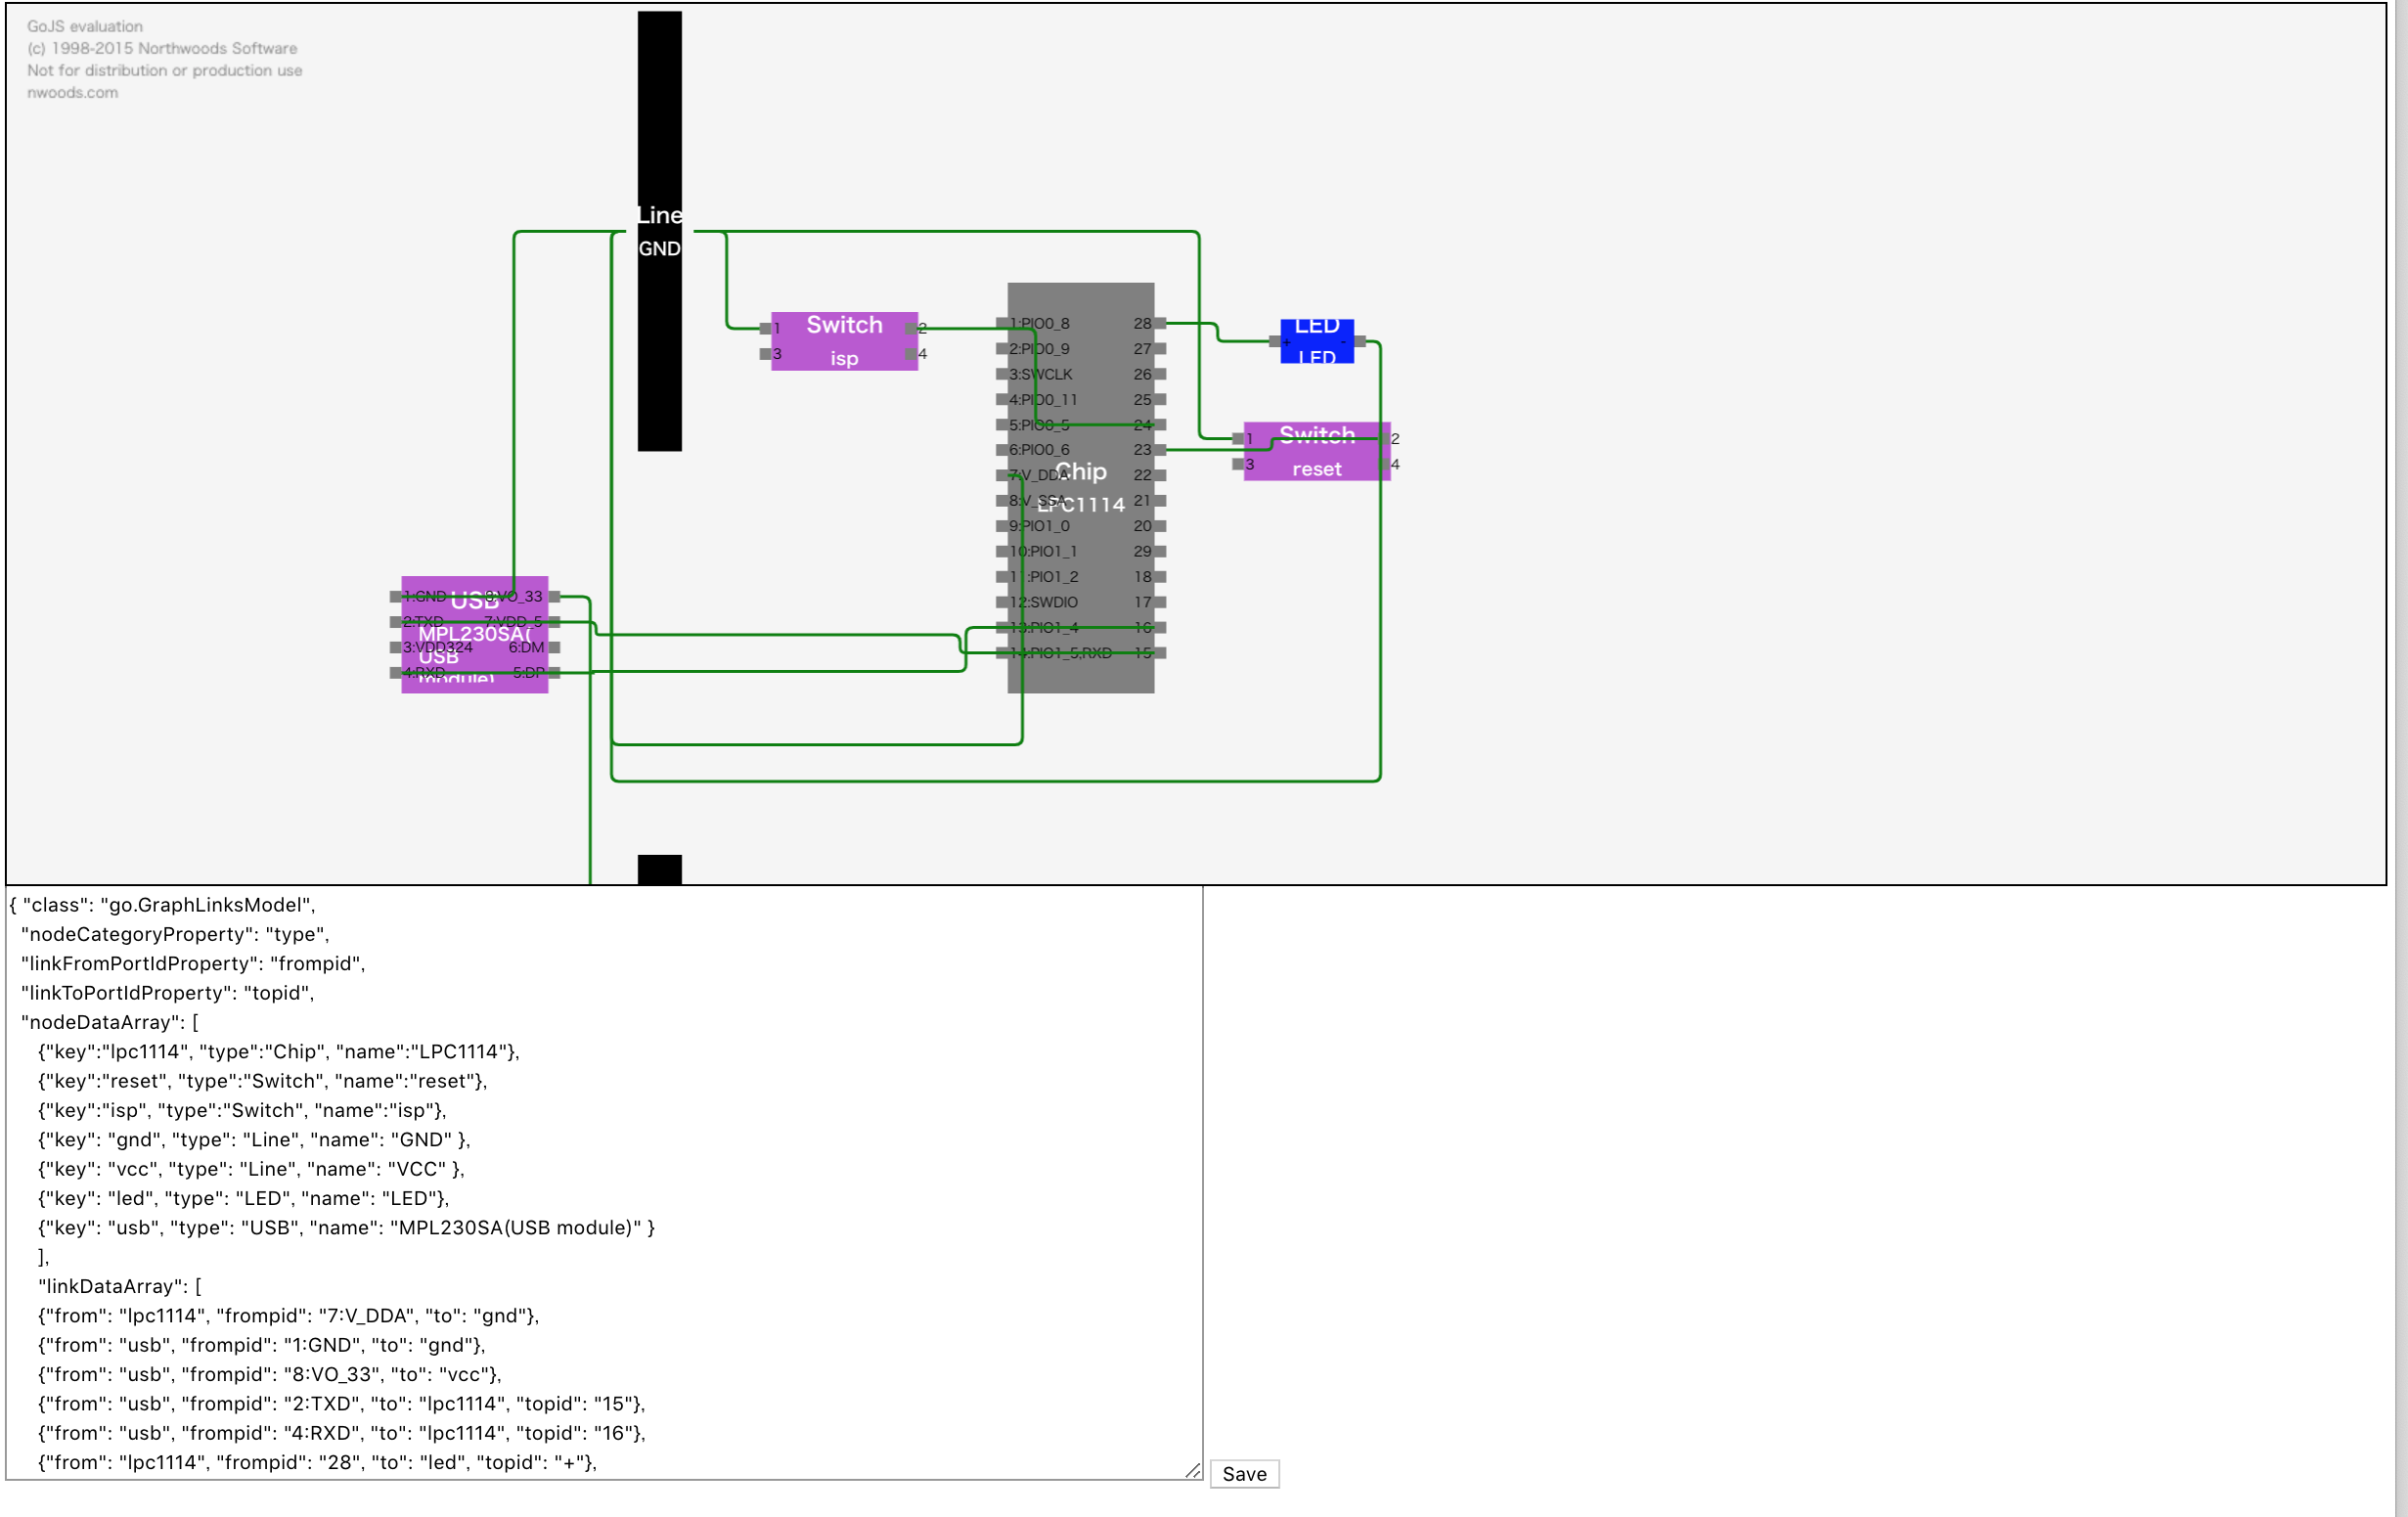 GoJS evaluation
(c) 1998-2015 Northwoods Software
Not for distribution or production use
nwoods.com
Line
GND
Switch
isp
1
2
3
4
1:PIO0_8
28
2:PIO0_9
27
3:SWCLK
26
4:PIO0_11
25
5:PIO0_5
24
6:PIO0_6
23
7:V_DDA
22
8:V_SSA
21
9:PIO1_0
20
10:PIO1_1
29
11:PIO1_2
18
12:SWDIO
17
13:PIO1_4
16
14:PIO1_5;RXD
15
Chip
LPC1114
LED
+
-
LED
Switch
reset
1
2
3
4
USB
MPL230SA(
USB
module)
1:GND
8:VO_33
2:TXD
7:VDD_5
3:VDD324
6:DM
4:RXD
5:DP
{ "class": "go.GraphLinksModel",
"nodeCategoryProperty": "type",
"linkFromPortIdProperty": "frompid",
"linkToPortIdProperty": "topid",
"nodeDataArray": [
{"key":"lpc1114", "type":"Chip", "name":"LPC1114"},
{"key":"reset", "type":"Switch", "name":"reset"},
{"key":"isp", "type":"Switch", "name":"isp"},
{"key": "gnd", "type": "Line", "name": "GND" },
{"key": "vcc", "type": "Line", "name": "VCC" },
{"key": "led", "type": "LED", "name": "LED"},
{"key": "usb", "type": "USB", "name": "MPL230SA(USB module)" }
],
"linkDataArray": [
{"from": "lpc1114", "frompid": "7:V_DDA", "to": "gnd"},
{"from": "usb", "frompid": "1:GND", "to": "gnd"},
{"from": "usb", "frompid": "8:VO_33", "to": "vcc"},
{"from": "usb", "frompid": "2:TXD", "to": "lpc1114", "topid": "15"},
{"from": "usb", "frompid": "4:RXD", "to": "lpc1114", "topid": "16"},
{"from": "lpc1114", "frompid": "28", "to": "led", "topid": "+"},
Save